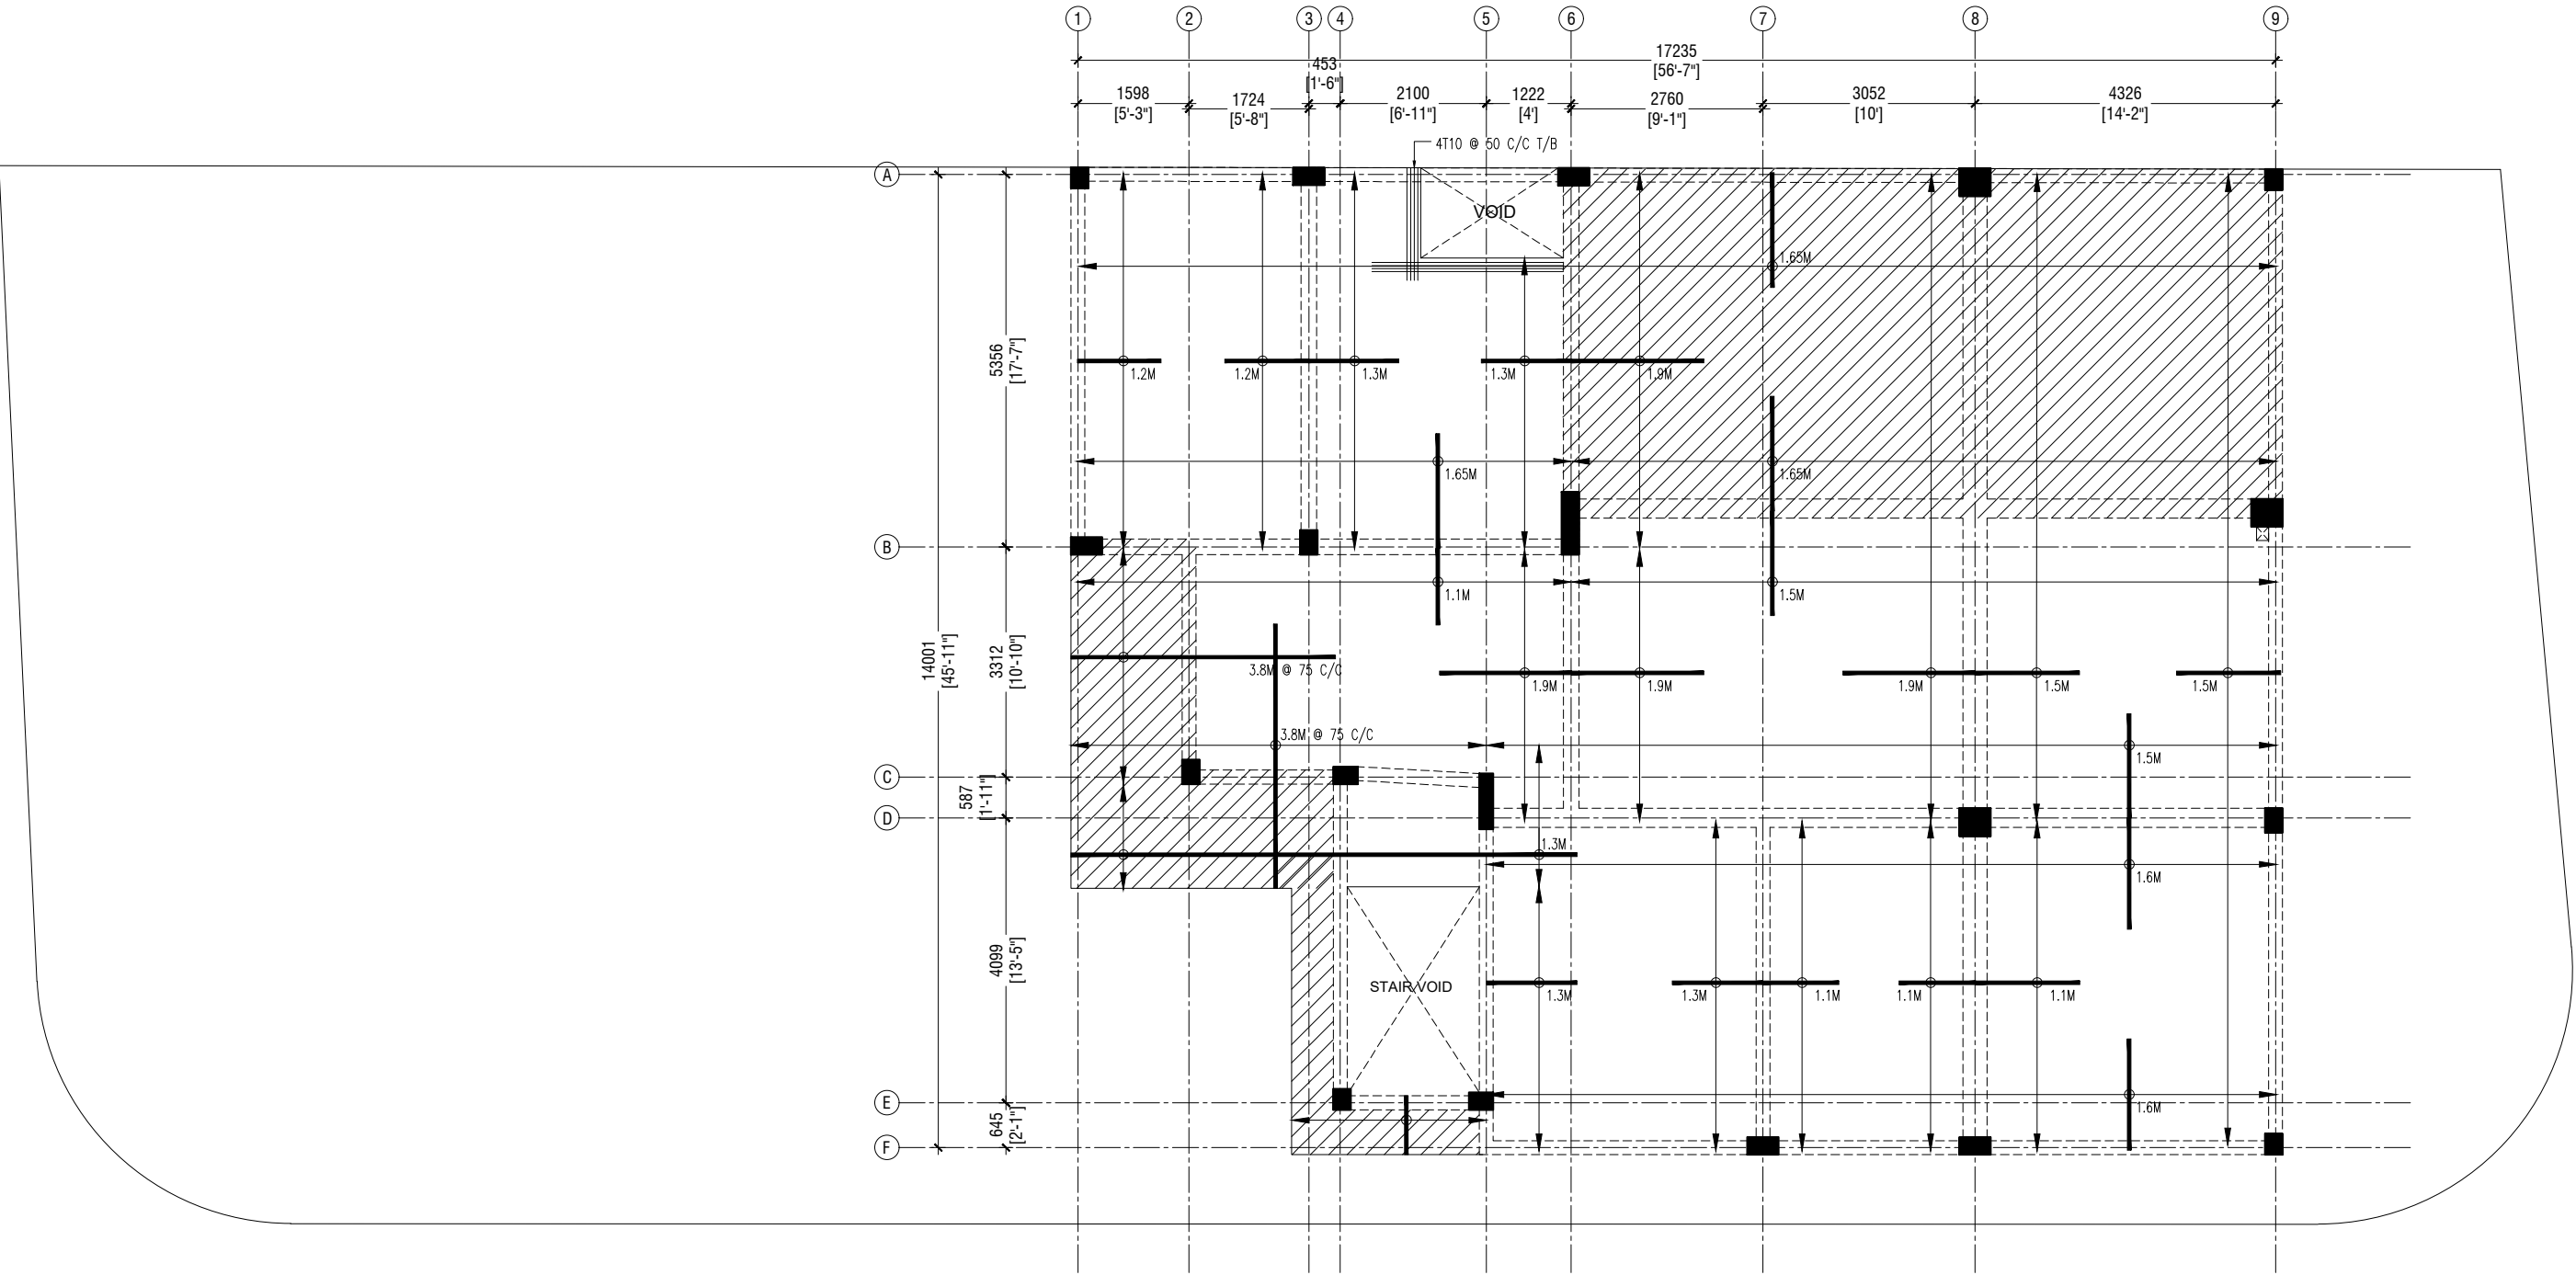 1 2 3 4 5 6 7 8 9
17235
[56'-7"]
453
[1'-6"]
1598
[5'-3"]
1724
[5'-8"]
2100
[6'-11"]
1222
[4']
2760
[9'-1"]
3052
[10']
4326
[14'-2"]
4T10 @ 50 C/C T/B
A
VOID
1.65M
5356
[17'-7"]
1.2M
1.2M
1.3M
1.3M
1.9M
1.65M
1.65M
B
1.1M
1.5M
14001
[45'-11"]
3312
[10'-10"]
3.8M @ 75 C/C
1.9M
1.9M
1.9M
1.5M
1.5M
3.8M @ 75 C/C
1.5M
C
587
[1'-11"]
D
1.3M
1.6M
4099
[13'-5"]
STAIR VOID
1.3M
1.3M
1.1M
1.1M
1.1M
E
1.6M
645
[2'-1"]
F